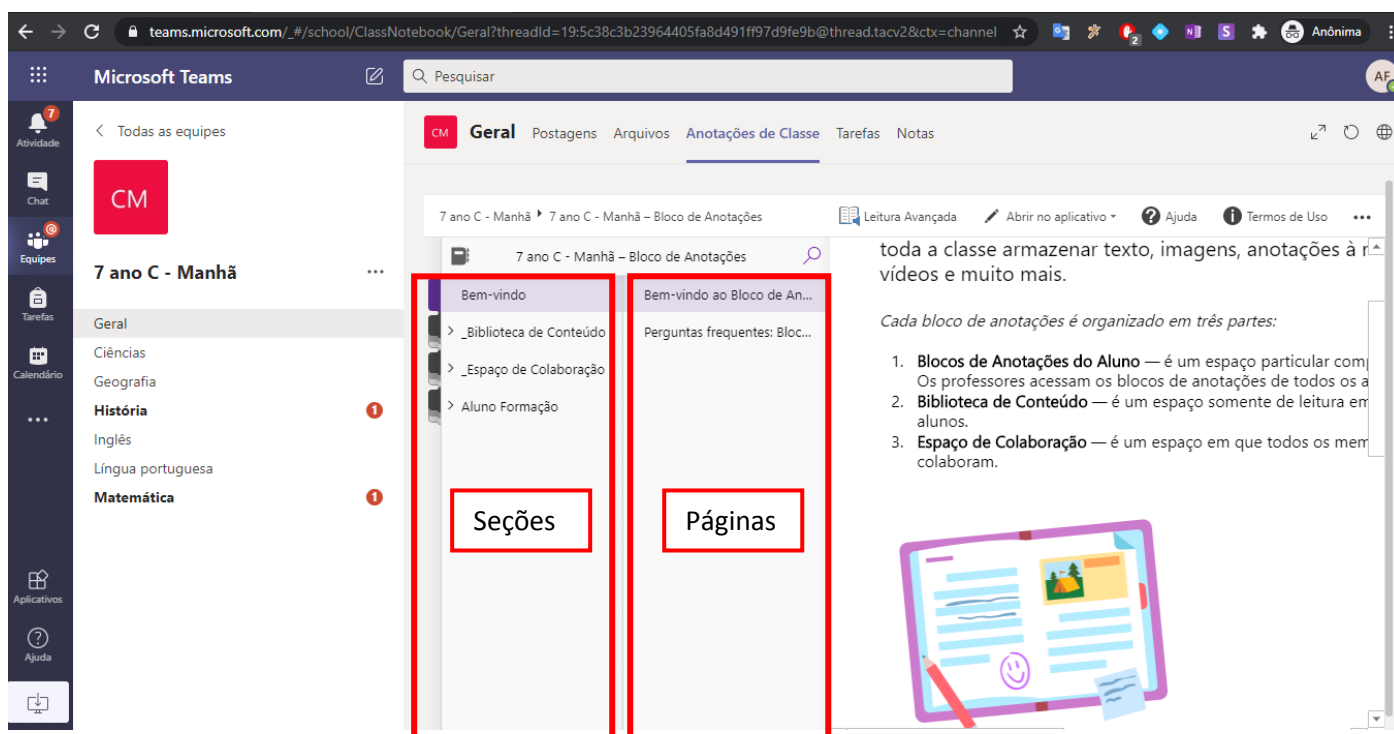 teams.microsoft.com/_#/school/ClassNotebook/Geral?threadId=19:5c38c3b23964405fa8d491ff97d9fe9b@thread.tacv2&ctx=channel
2
N
S
Anônima
Microsoft Teams
Pesquisar
AF
7
Atividade
Chat
@
Equipes
Tarefas
Calendário
Aplicativos
Ajuda
Todas as equipes
CM
7 ano C - Manhã
Geral
Ciências
Geografia
História 1
Inglês
Língua portuguesa
Matemática 1
CM Geral Postagens Arquivos Anotações de Classe Tarefas Notas
7 ano C - Manhã 7 ano C - Manhã – Bloco de Anotações
Leitura Avançada Abrir no aplicativo Ajuda Termos de Uso
7 ano C - Manhã – Bloco de Anotações
Bem-vindo
_Biblioteca de Conteúdo
_Espaço de Colaboração
Aluno Formação
Seções
Bem-vindo ao Bloco de An...
Perguntas frequentes: Bloc...
Páginas
toda a classe armazenar texto, imagens, anotações à
vídeos e muito mais.
Cada bloco de anotações é organizado em três partes:
1. Blocos de Anotações do Aluno — é um espaço particular
Os professores acessam os blocos de anotações de todos os
2. Biblioteca de Conteúdo — é um espaço somente de leitura em
alunos.
3. Espaço de Colaboração — é um espaço em que todos os
colaboram.